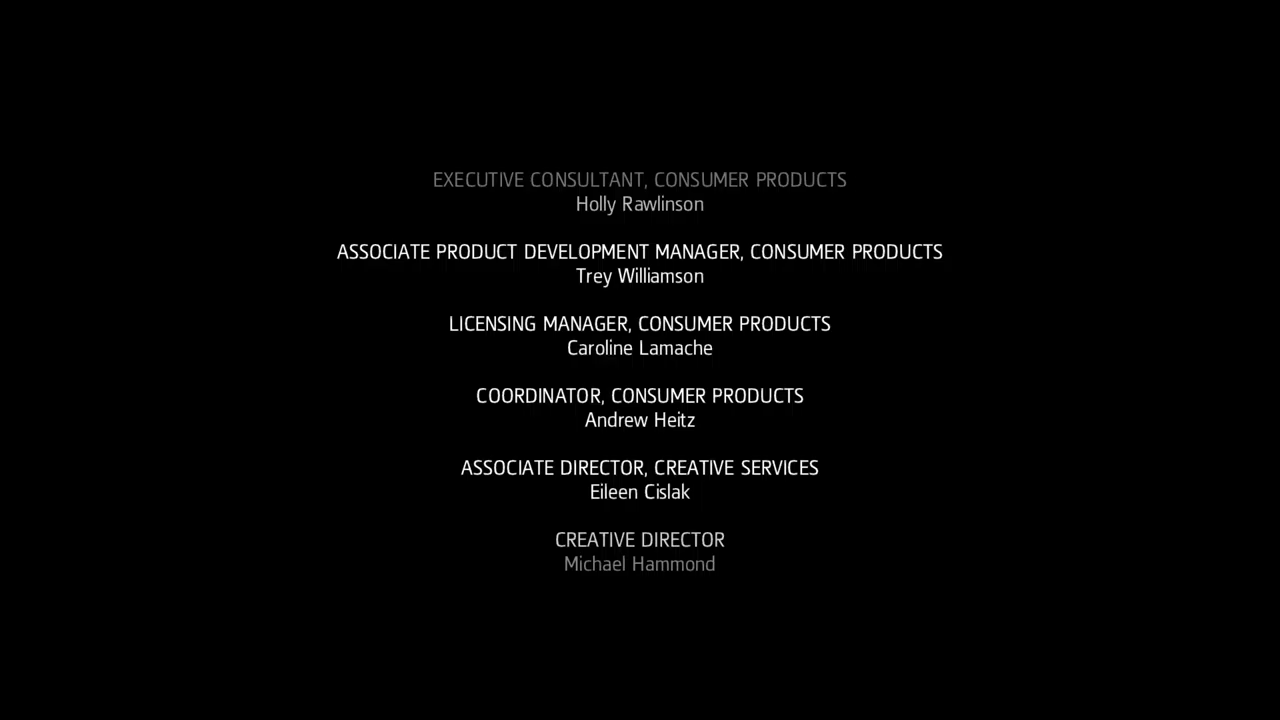 EXECUTIVE CONSULTANT, CONSUMER PRODUCTS
Holly Rawlinson
ASSOCIATE PRODUCT DEVELOPMENT MANAGER, CONSUMER PRODUCTS
Trey Williamson
LICENSING MANAGER, CONSUMER PRODUCTS
Caroline Lamache
COORDINATOR, CONSUMER PRODUCTS
Andrew Heitz
ASSOCIATE DIRECTOR, CREATIVE SERVICES
Eileen Cislak
CREATIVE DIRECTOR
Michael Hammond